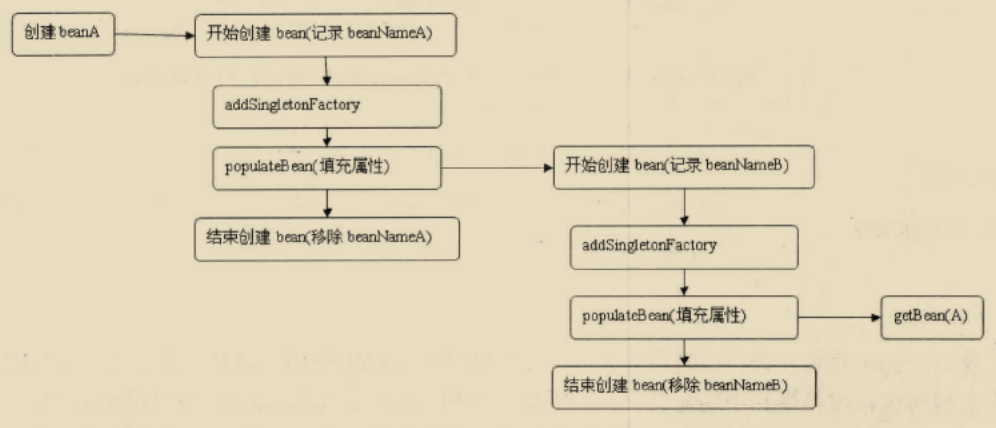 创建 beanA
开始创建 bean(记录 beanNameA)
addSingletonFactory
populateBean(填充属性)
结束创建 bean(移除 beanNameA)
开始创建 bean(记录 beanNameB)
addSingletonFactory
populateBean(填充属性)
getBean(A)
结束创建 bean(移除 beanNameB)